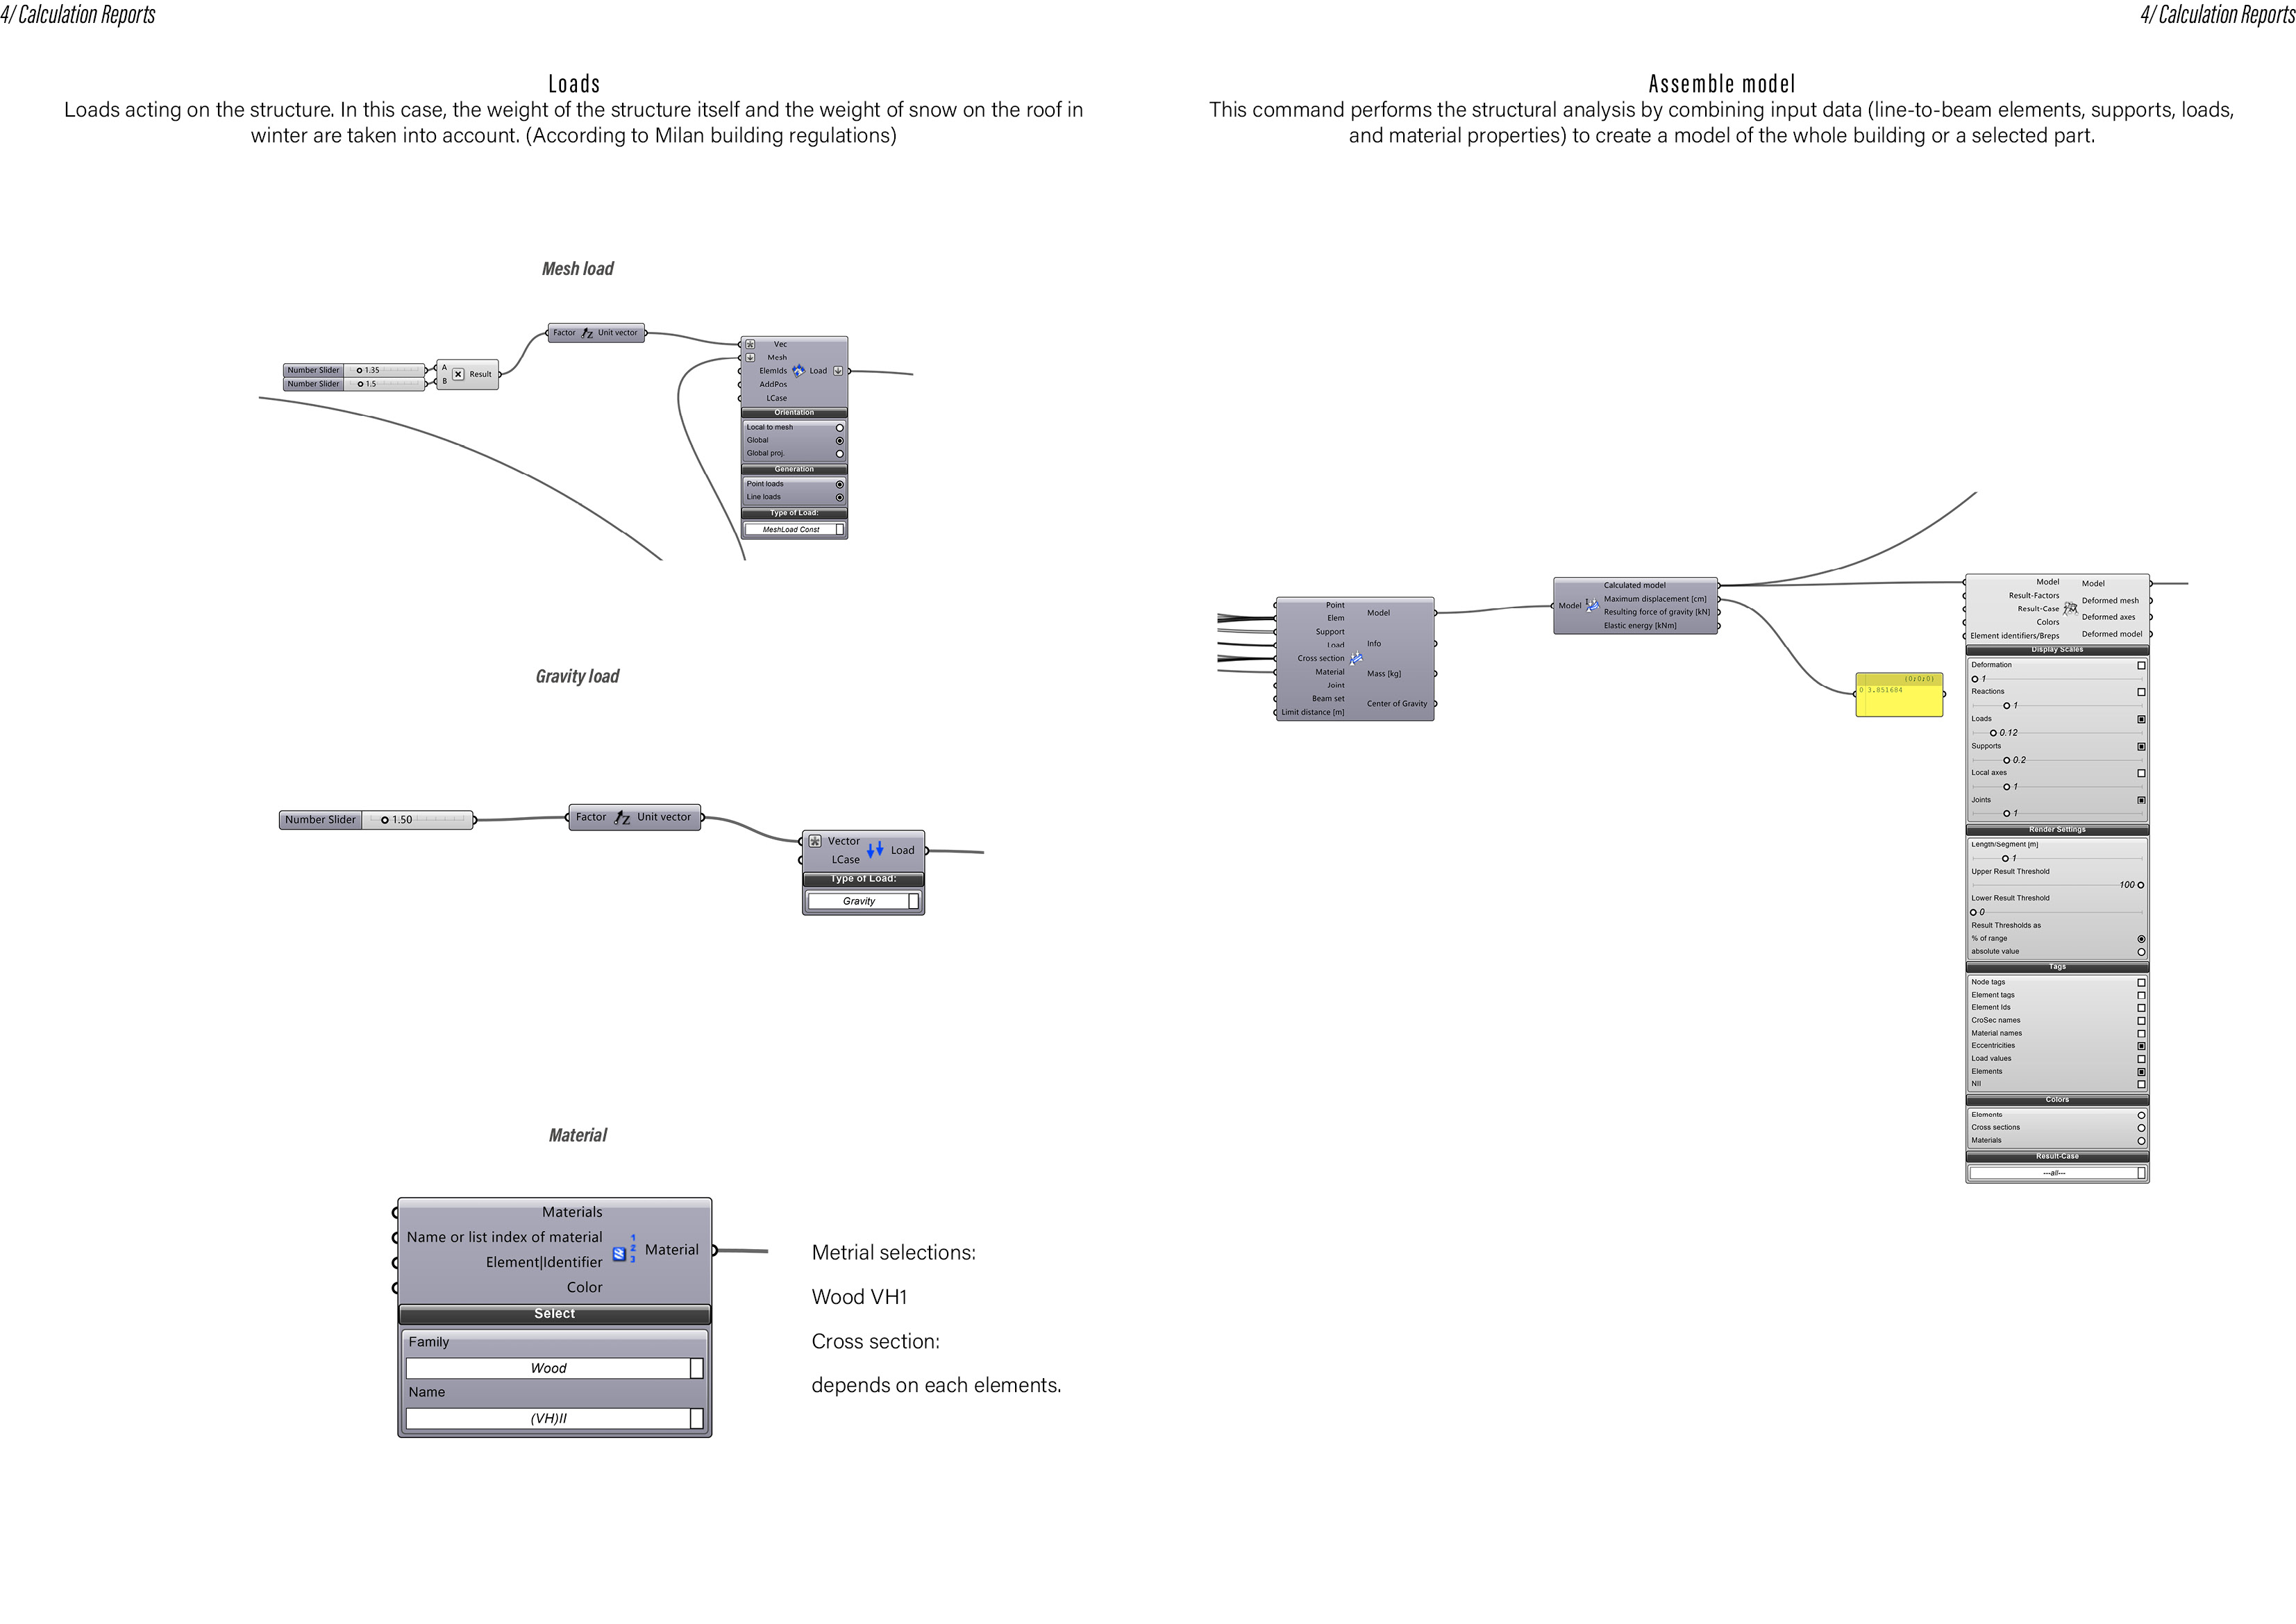 4/ Calculation Reports
4/ Calculation Reports
Loads
Loads acting on the structure. In this case, the weight of the structure itself and the weight of snow on the roof in
winter are taken into account. (According to Milan building regulations)
Mesh load
Number Slider 1.35
Number Slider 1.5
A
B
Result
Factor Unit vector
Vec
Mesh
ElemIds Load
AddPos
LCase
Orientation
Local to mesh
Global
Global proj.
Generation
Point loads
Line loads
Type of Load:
MeshLoad Const
Gravity load
Number Slider 1.50
Factor Unit vector
Vector
LCase
Load
Type of Load:
Gravity
Material
Materials
Name or list index of material
Element|Identifier
Color
1
2
3
Material
Select
Family
Wood
Name
(VH)II
Metrial selections:
Wood VH1
Cross section:
depends on each elements.
Assemble model
This command performs the structural analysis by combining input data (line-to-beam elements, supports, loads,
and material properties) to create a model of the whole building or a selected part.
Point
Elem
Support
Load
Cross section
Material
Joint
Beam set
Limit distance [m]
Model
Info
Mass [kg]
Center of Gravity
Model
Calculated model
Maximum displacement [cm]
Resulting force of gravity [kN]
Elastic energy [kNm]
{0;0;0}
0 3.851684
Model
Result-Factors
Result-Case
Colors
Element identifiers/Breps
Model
Deformed mesh
Deformed axes
Deformed model
Display Scales
Deformation
1
Reactions
1
Loads
0.12
Supports
0.2
Local axes
1
Joints
1
Render Settings
Length/Segment [m]
1
Upper Result Threshold
100
Lower Result Threshold
0
Result Thresholds as
% of range
absolute value
Tags
Node tags
Element tags
Element Ids
CroSec names
Material names
Eccentricities
Load values
Elements
NII
Colors
Elements
Cross sections
Materials
Result-Case
---all---